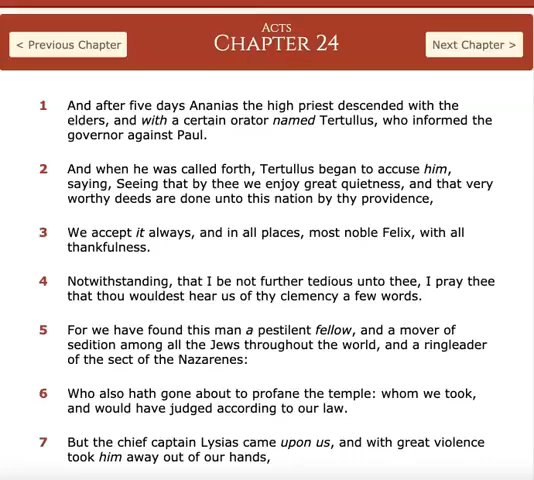 ACTS
CHAPTER 24
< Previous Chapter
Next Chapter >
1 And after five days Ananias the high priest descended with the
elders, and with a certain orator named Tertullus, who informed the
governor against Paul.
2 And when he was called forth, Tertullus began to accuse him,
saying, Seeing that by thee we enjoy great quietness, and that very
worthy deeds are done unto this nation by thy providence,
3 We accept it always, and in all places, most noble Felix, with all
thankfulness.
4 Notwithstanding, that I be not further tedious unto thee, I pray thee
that thou wouldest hear us of thy clemency a few words.
5 For we have found this man a pestilent fellow, and a mover of
sedition among all the Jews throughout the world, and a ringleader
of the sect of the Nazarenes:
6 Who also hath gone about to profane the temple: whom we took,
and would have judged according to our law.
7 But the chief captain Lysias came upon us, and with great violence
took him away out of our hands,